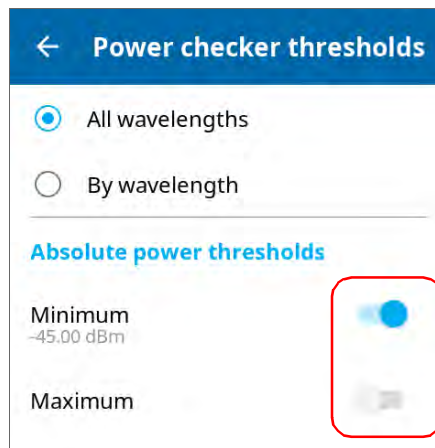 Power checker thresholds
All wavelengths
By wavelength
Absolute power thresholds
Minimum
-45.00 dBm
Maximum